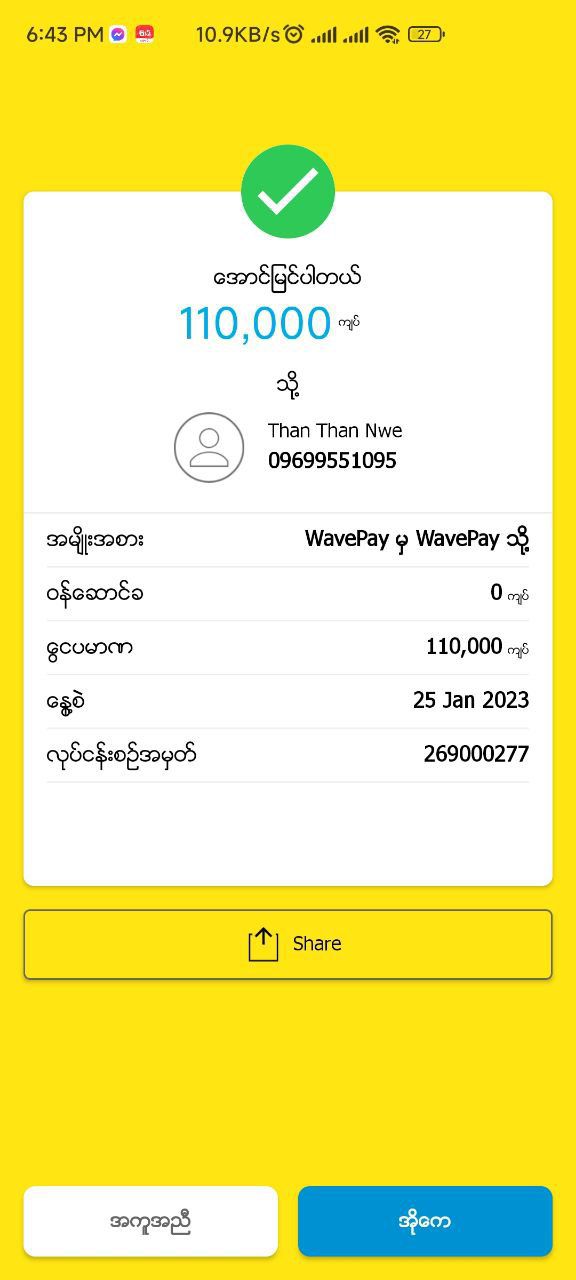 6:43 PM
10.9KB/s
27
အောင်မြင်ပါတယ်
110,000 ကျပ်
သို့
Than Than Nwe
09699551095
အမျိုးအစား WavePay မှ WavePay သို့
ဝန်ဆောင်ခ 0 ကျပ်
ငွေပမာဏ 110,000 ကျပ်
နေ့စွဲ 25 Jan 2023
လုပ်ငန်းစဉ်အမှတ် 269000277
Share
အကူအညီ
အိုကေ